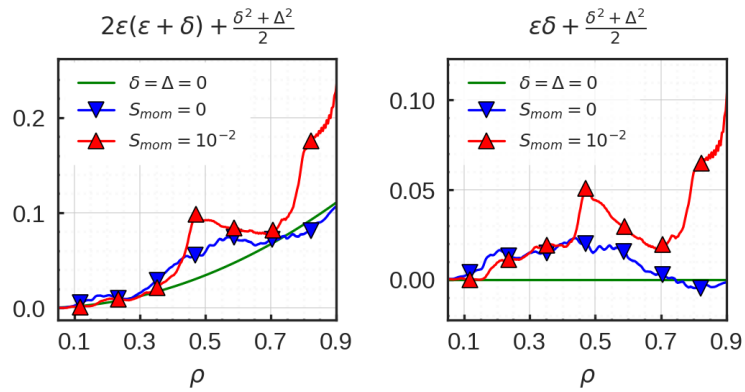 2ε(ε + δ) + (δ² + Δ²)/2
δ = Δ = 0
S_mom = 0
S_mom = 10⁻²
0.2
0.1
0.0
0.1 0.3 0.5 0.7 0.9
ρ
εδ + (δ² + Δ²)/2
δ = Δ = 0
S_mom = 0
S_mom = 10⁻²
0.10
0.05
0.00
0.1 0.3 0.5 0.7 0.9
ρ